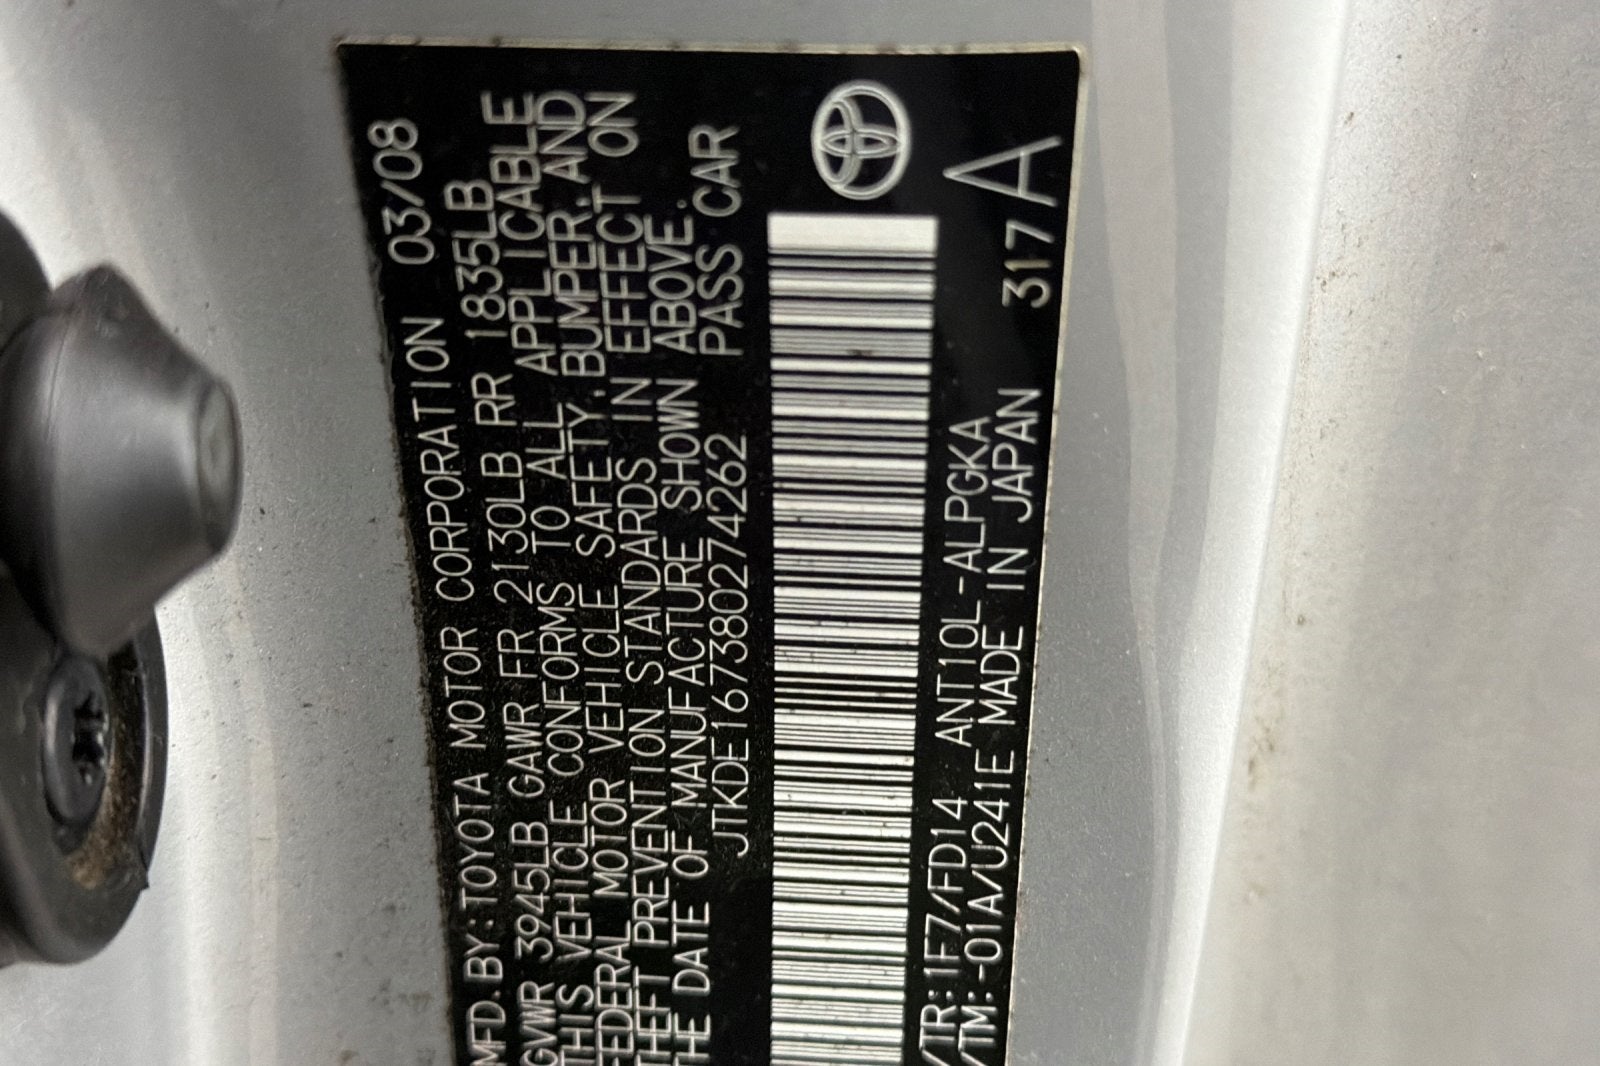 MFD.BY:TOYOTA MOTOR CORPORATION 03/08
GVWR 3945LB GAWR FR 2130LB RR 1835LB
THIS VEHICLE CONFORMS TO ALL APPLICABLE
FEDERAL MOTOR VEHICLE SAFETY,BUMPER,AND
THEFT PREVENTION STANDARDS IN EFFECT ON
THE DATE OF MANUFACTURE SHOWN ABOVE.
JTKDE167380274262 PASS CAR
/TR:1F7/FD14 ANT10L-ALPGKA
/TM:-01A/U241E MADE IN JAPAN 317A